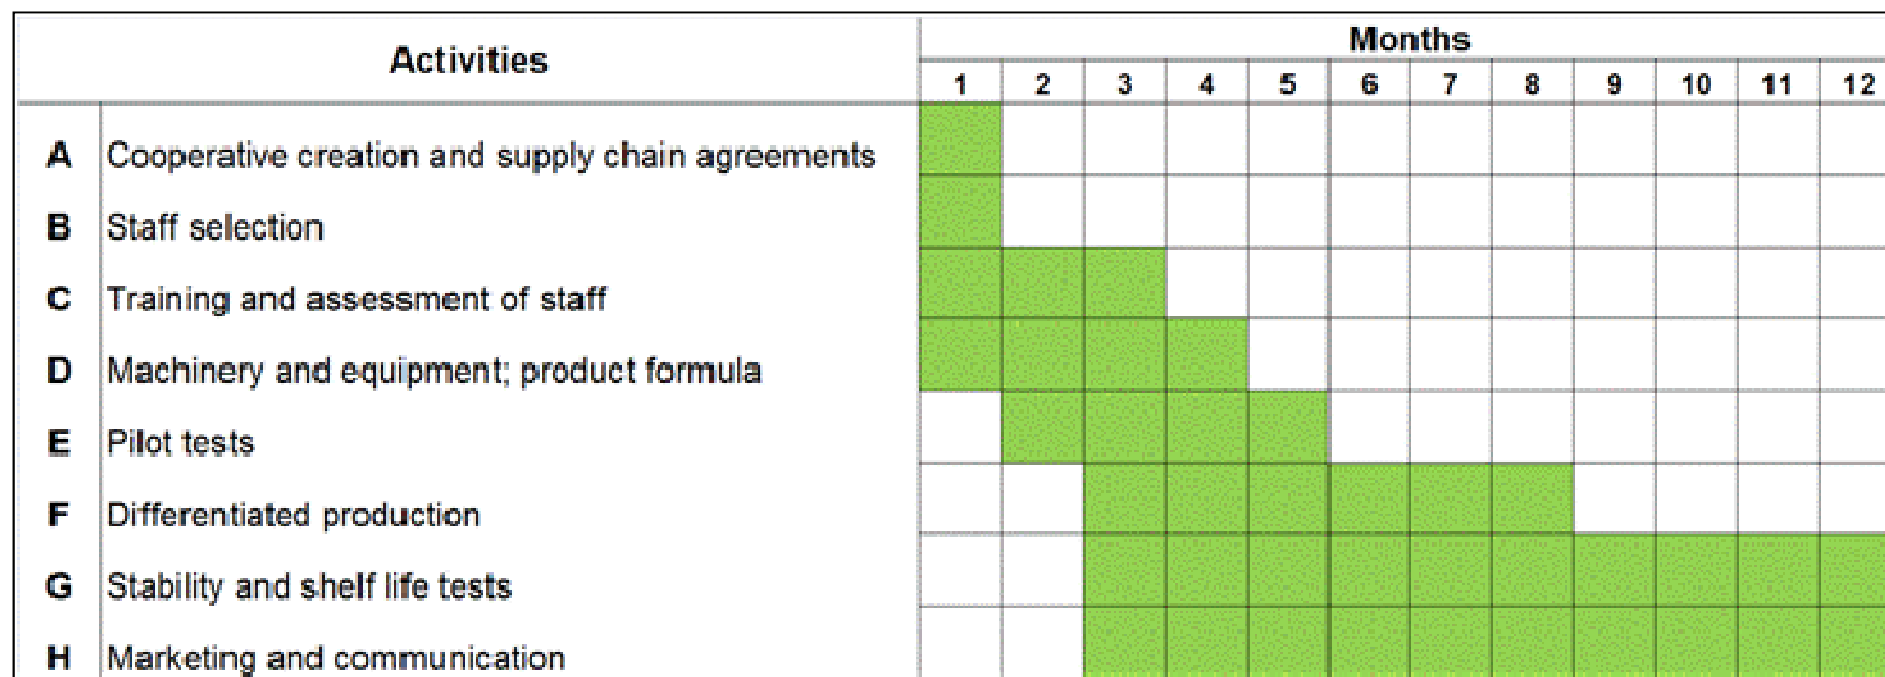 Activities
Months
1 2 3 4 5 6 7 8 9 10 11 12
A Cooperative creation and supply chain agreements
B Staff selection
C Training and assessment of staff
D Machinery and equipment; product formula
E Pilot tests
F Differentiated production
G Stability and shelf life tests
H Marketing and communication